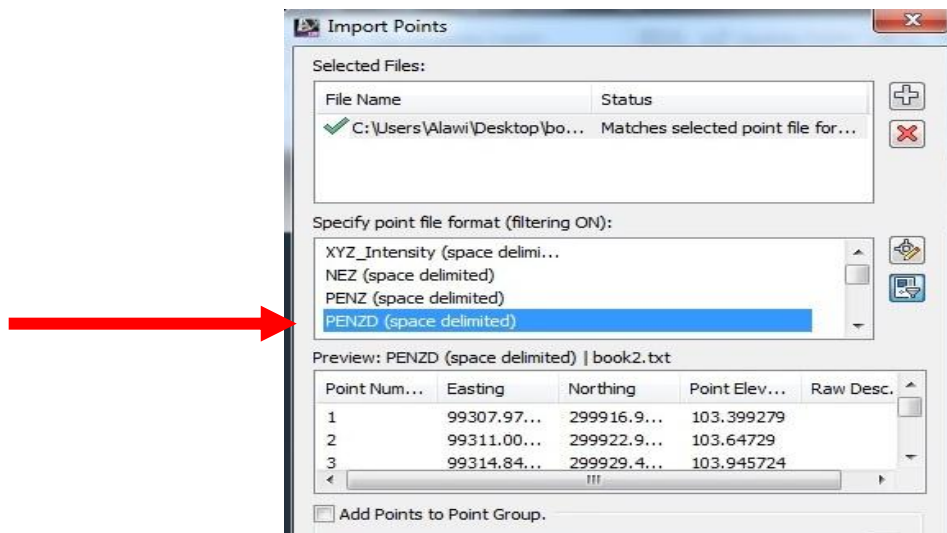 Import Points
Selected Files:
File Name Status
C:\Users\Alawi\Desktop\bo... Matches selected point file for...
Specify point file format (filtering ON):
XYZ_Intensity (space delimi...
NEZ (space delimited)
PENZ (space delimited)
PENZD (space delimited)
Preview: PENZD (space delimited) | book2.txt
Point Num... Easting Northing Point Elev... Raw Desc.
1 99307.97... 299916.9... 103.399279
2 99311.00... 299922.9... 103.64729
3 99314.84... 299929.4... 103.945724
Add Points to Point Group.